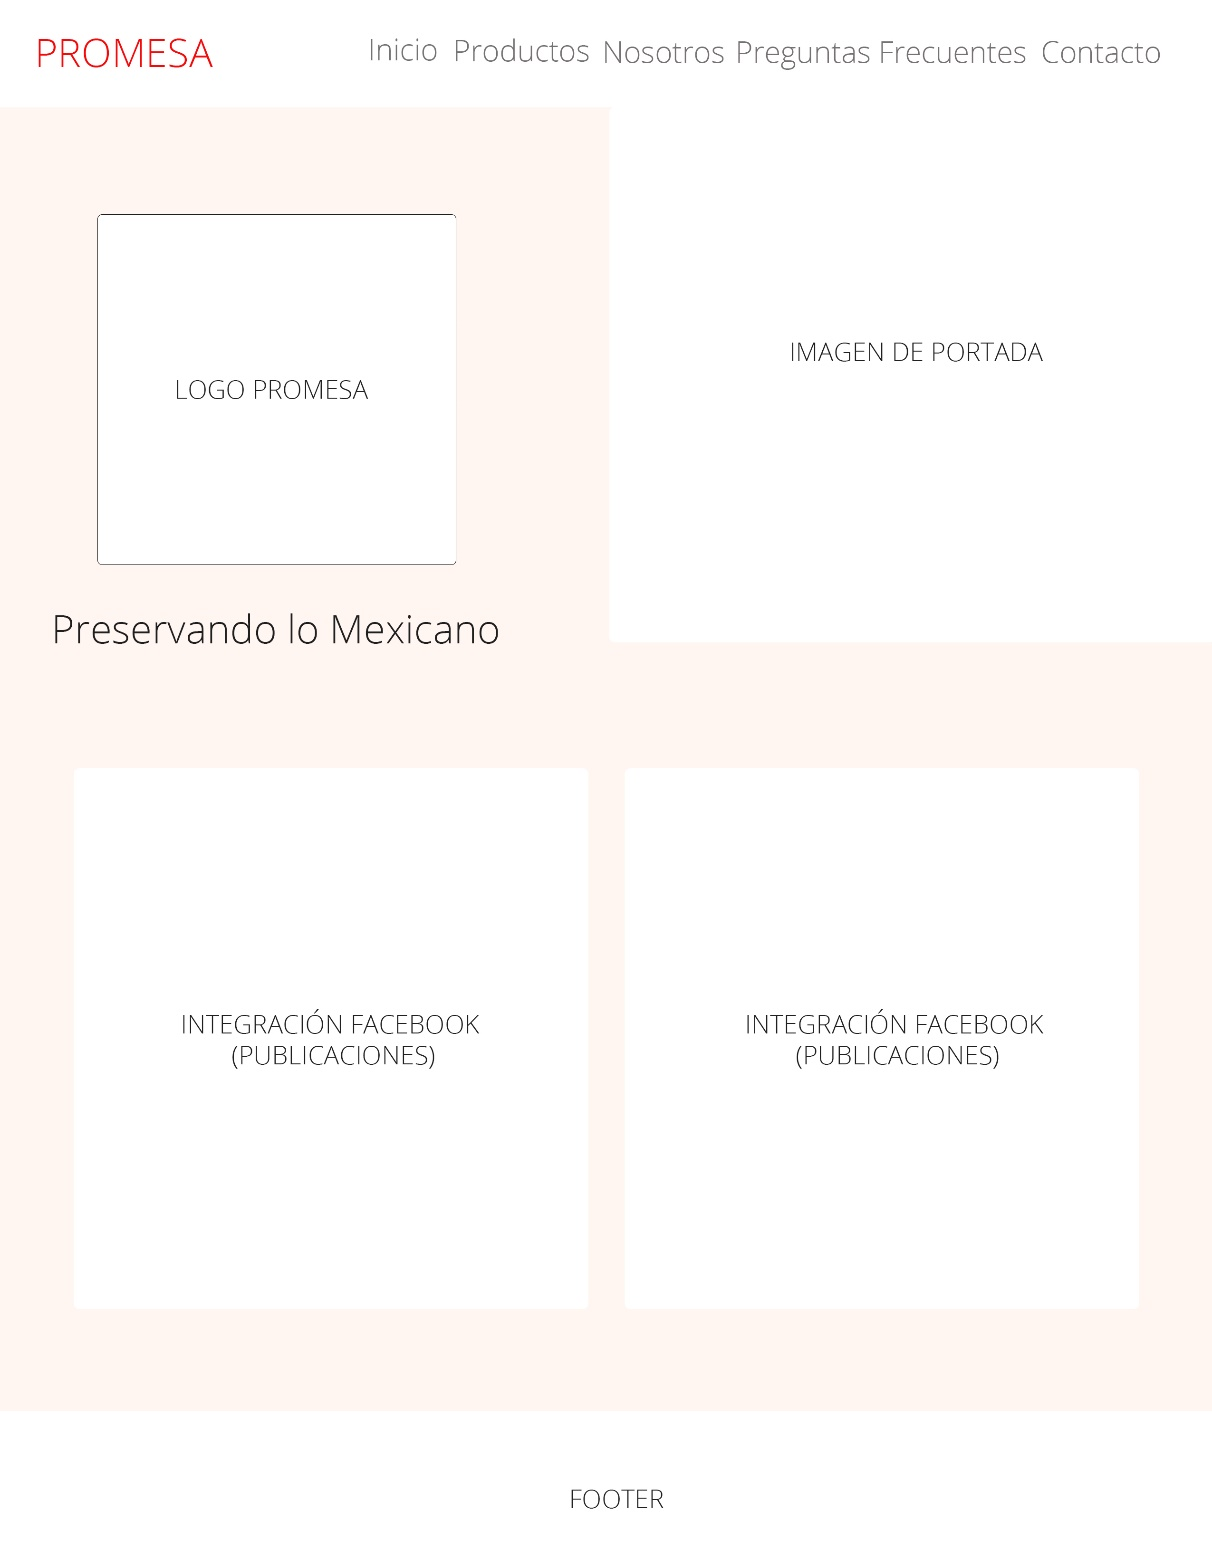 PROMESA
Inicio Productos Nosotros Preguntas Frecuentes Contacto
IMAGEN DE PORTADA
LOGO PROMESA
Preservando lo Mexicano
INTEGRACIÓN FACEBOOK
(PUBLICACIONES)
INTEGRACIÓN FACEBOOK
(PUBLICACIONES)
FOOTER